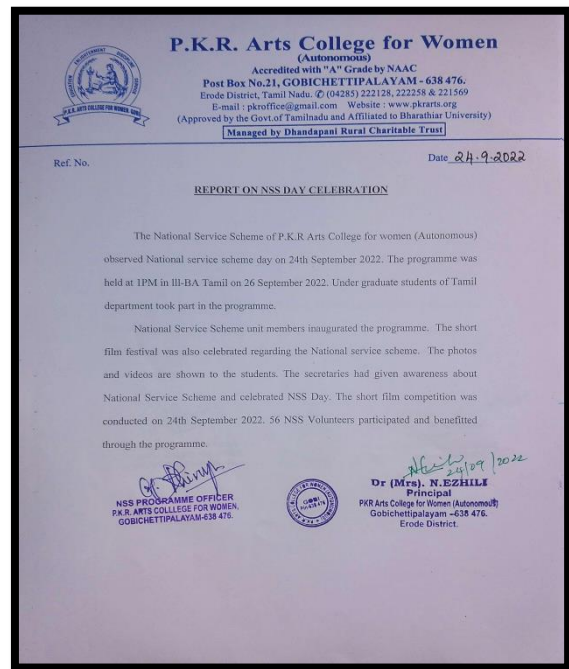 P.K.R. Arts College for Women
(Autonomous)
Accredited with "A" Grade by NAAC
Post Box No.21, GOBICHETTIPALAYAM - 638 476.
Erode District, Tamil Nadu. ✆ (04285) 222128, 222258 & 221569
E-mail : pkroffice@gmail.com Website : www.pkrarts.org
(Approved by the Govt.of Tamilnadu and Affiliated to Bharathiar University)
Managed by Dhandapani Rural Charitable Trust
P.K.R. ARTS COLLEGE FOR WOMEN, GOBI
Ref. No.
Date 24.9.2022
REPORT ON NSS DAY CELEBRATION
The National Service Scheme of P.K.R Arts College for women (Autonomous)
observed National service scheme day on 24th September 2022. The programme was
held at 1PM in III-BA Tamil on 26 September 2022. Under graduate students of Tamil
department took part in the programme.
National Service Scheme unit members inaugurated the programme. The short
film festival was also celebrated regarding the National service scheme. The photos
and videos are shown to the students. The secretaries had given awareness about
National Service Scheme and celebrated NSS Day. The short film competition was
conducted on 24th September 2022. 56 NSS Volunteers participated and benefitted
through the programme.
24/09/2022
NSS PROGRAMME OFFICER
P.K.R. ARTS COLLLEGE FOR WOMEN,
GOBICHETTIPALAYAM-638 476.
GOBI
Dr (Mrs). N.EZHILI
Principal
PKR Arts College for Women (Autonomous)
Gobichettipalayam -638 476.
Erode District.